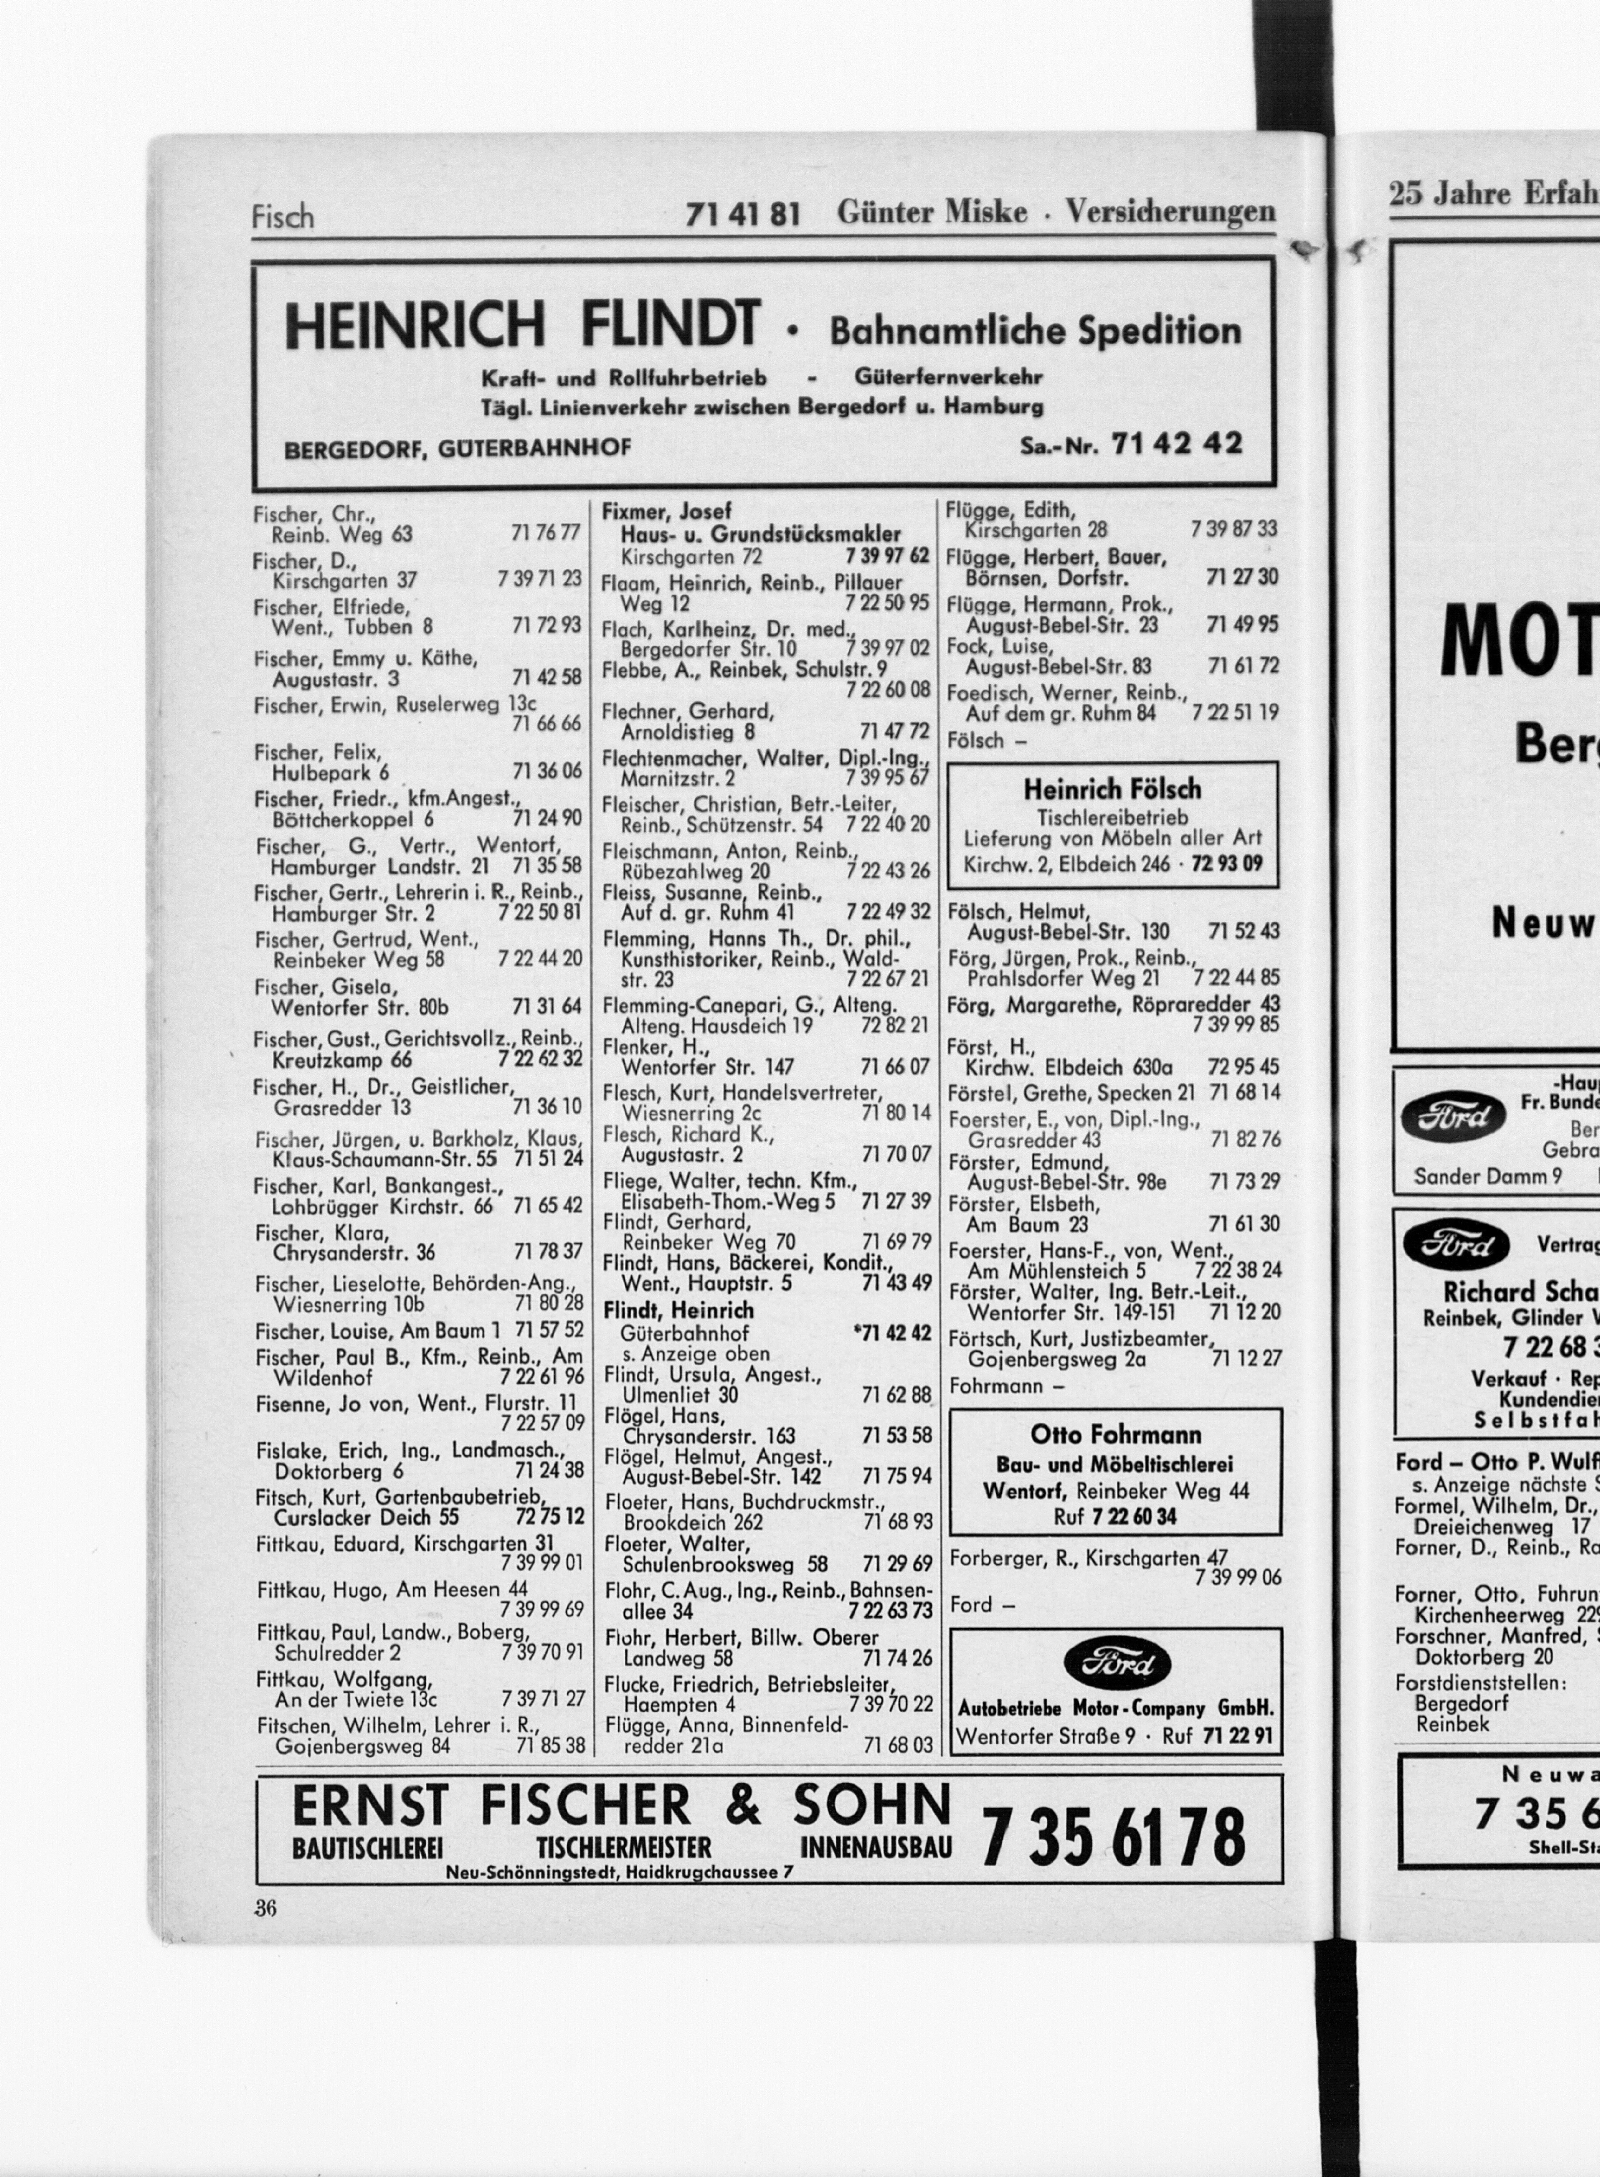 Fisch
71 41 81 Günter Miske · Versicherungen
HEINRICH FLINDT · Bahnamtliche Spedition
Kraft- und Rollfuhrbetrieb - Güterfernverkehr
Tägl. Linienverkehr zwischen Bergedorf u. Hamburg
BERGEDORF, GÜTERBAHNHOF Sa.-Nr. 71 42 42
Fischer, Chr.,
Reinb. Weg 63 71 76 77
Fischer, D.,
Kirschgarten 37 7 39 71 23
Fischer, Elfriede,
Went., Tubben 8 71 72 93
Fischer, Emmy u. Käthe,
Augustastr. 3 71 42 58
Fischer, Erwin, Ruselerweg 13c
71 66 66
Fischer, Felix,
Hulbepark 6 71 36 06
Fischer, Friedr., kfm.Angest.,
Böttcherkoppel 6 71 24 90
Fischer, G., Vertr., Wentorf,
Hamburger Landstr. 21 71 35 58
Fischer, Gertr., Lehrerin i. R., Reinb.,
Hamburger Str. 2 7 22 50 81
Fischer, Gertrud, Went.,
Reinbeker Weg 58 7 22 44 20
Fischer, Gisela,
Wentorfer Str. 80b 71 31 64
Fischer, Gust., Gerichtsvollz., Reinb.,
Kreutzkamp 66 7 22 62 32
Fischer, H., Dr., Geistlicher,
Grasredder 13 71 36 10
Fischer, Jürgen, u. Barkholz, Klaus,
Klaus-Schaumann-Str. 55 71 51 24
Fischer, Karl, Bankangest.,
Lohbrügger Kirchstr. 66 71 65 42
Fischer, Klara,
Chrysanderstr. 36 71 78 37
Fischer, Lieselotte, Behörden-Ang.,
Wiesnerring 10b 71 80 28
Fischer, Louise, Am Baum 1 71 57 52
Fischer, Paul B., Kfm., Reinb., Am
Wildenhof 7 22 61 96
Fisenne, Jo von, Went., Flurstr. 11
7 22 57 09
Fislake, Erich, Ing., Landmasch.,
Doktorberg 6 71 24 38
Fitsch, Kurt, Gartenbaubetrieb,
Curslacker Deich 55 72 75 12
Fittkau, Eduard, Kirschgarten 31
7 39 99 01
Fittkau, Hugo, Am Heesen 44
7 39 99 69
Fittkau, Paul, Landw., Boberg,
Schulredder 2 7 39 70 91
Fittkau, Wolfgang,
An der Twiete 13c 7 39 71 27
Fitschen, Wilhelm, Lehrer i. R.,
Gojenbergsweg 84 71 85 38
Fixmer, Josef
Haus- u. Grundstücksmakler
Kirschgarten 72 7 39 97 62
Flaam, Heinrich, Reinb., Pillauer
Weg 12 7 22 50 95
Flach, Karlheinz, Dr. med.,
Bergedorfer Str. 10 7 39 97 02
Flebbe, A., Reinbek, Schulstr. 9
7 22 60 08
Flechner, Gerhard,
Arnoldistieg 8 71 47 72
Flechtenmacher, Walter, Dipl.-Ing.,
Marnitzstr. 2 7 39 95 67
Fleischer, Christian, Betr.-Leiter,
Reinb., Schützenstr. 54 7 22 40 20
Fleischmann, Anton, Reinb.,
Rübezahlweg 20 7 22 43 26
Fleiss, Susanne, Reinb.,
Auf d. gr. Ruhm 41 7 22 49 32
Flemming, Hanns Th., Dr. phil.,
Kunsthistoriker, Reinb., Wald-
str. 23 7 22 67 21
Flemming-Canepari, G., Alteng.
Alteng. Hausdeich 19 72 82 21
Flenker, H.,
Wentorfer Str. 147 71 66 07
Flesch, Kurt, Handelsvertreter,
Wiesnerring 2c 71 80 14
Flesch, Richard K.,
Augustastr. 2 71 70 07
Fliege, Walter, techn. Kfm.,
Elisabeth-Thom.-Weg 5 71 27 39
Flindt, Gerhard,
Reinbeker Weg 70 71 69 79
Flindt, Hans, Bäckerei, Kondit.,
Went., Hauptstr. 5 71 43 49
Flindt, Heinrich
Güterbahnhof *71 42 42
s. Anzeige oben
Flindt, Ursula, Angest.,
Ulmenliet 30 71 62 88
Flögel, Hans,
Chrysanderstr. 163 71 53 58
Flögel, Helmut, Angest.,
August-Bebel-Str. 142 71 75 94
Floeter, Hans, Buchdruckmstr.,
Brookdeich 262 71 68 93
Floeter, Walter,
Schulenbrooksweg 58 71 29 69
Flohr, C. Aug., Ing., Reinb., Bahnsen-
allee 34 7 22 63 73
Flohr, Herbert, Billw. Oberer
Landweg 58 71 74 26
Flucke, Friedrich, Betriebsleiter,
Haempten 4 7 39 70 22
Flügge, Anna, Binnenfeld-
redder 21a 71 68 03
Flügge, Edith,
Kirschgarten 28 7 39 87 33
Flügge, Herbert, Bauer,
Börnsen, Dorfstr. 71 27 30
Flügge, Hermann, Prok.,
August-Bebel-Str. 23 71 49 95
Fock, Luise,
August-Bebel-Str. 83 71 61 72
Foedisch, Werner, Reinb.,
Auf dem gr. Ruhm 84 7 22 51 19
Fölsch –
Heinrich Fölsch
Tischlereibetrieb
Lieferung von Möbeln aller Art
Kirchw. 2, Elbdeich 246 · 72 93 09
Fölsch, Helmut,
August-Bebel-Str. 130 71 52 43
Förg, Jürgen, Prok., Reinb.,
Prahlsdorfer Weg 21 7 22 44 85
Förg, Margarethe, Röpraredder 43
7 39 99 85
Först, H.,
Kirchw. Elbdeich 630a 72 95 45
Förstel, Grethe, Specken 21 71 68 14
Foerster, E., von, Dipl.-Ing.,
Grasredder 43 71 82 76
Förster, Edmund,
August-Bebel-Str. 98e 71 73 29
Förster, Elsbeth,
Am Baum 23 71 61 30
Foerster, Hans-F., von, Went.,
Am Mühlensteich 5 7 22 38 24
Förster, Walter, Ing. Betr.-Leit.,
Wentorfer Str. 149-151 71 12 20
Förtsch, Kurt, Justizbeamter,
Gojenbergsweg 2a 71 12 27
Fohrmann –
Otto Fohrmann
Bau- und Möbeltischlerei
Wentorf, Reinbeker Weg 44
Ruf 7 22 60 34
Forberger, R., Kirschgarten 47
7 39 99 06
Ford –
Ford
Autobetriebe Motor-Company GmbH.
Wentorfer Straße 9 · Ruf 71 22 91
ERNST FISCHER & SOHN
BAUTISCHLEREI TISCHLERMEISTER INNENAUSBAU
Neu-Schönningstedt, Haidkrugchaussee 7
7 35 61 78
36
25 Jahre Erfah
MOT
Berg
Neuw
Ford
-Haup
Fr. Bunde
Ber
Gebra
Sander Damm 9
Ford
Vertrag
Richard Scha
Reinbek, Glinder
7 22 68
Verkauf · Rep
Kundendien
Selbstfah
Ford – Otto P. Wulf
s. Anzeige nächste S
Formel, Wilhelm, Dr.,
Dreieichenweg 17
Forner, D., Reinb., Ra
Forner, Otto, Fuhrun
Kirchenheerweg 229
Forschner, Manfred,
Doktorberg 20
Forstdienststellen:
Bergedorf
Reinbek
Neuwa
7 35 6
Shell-Sta